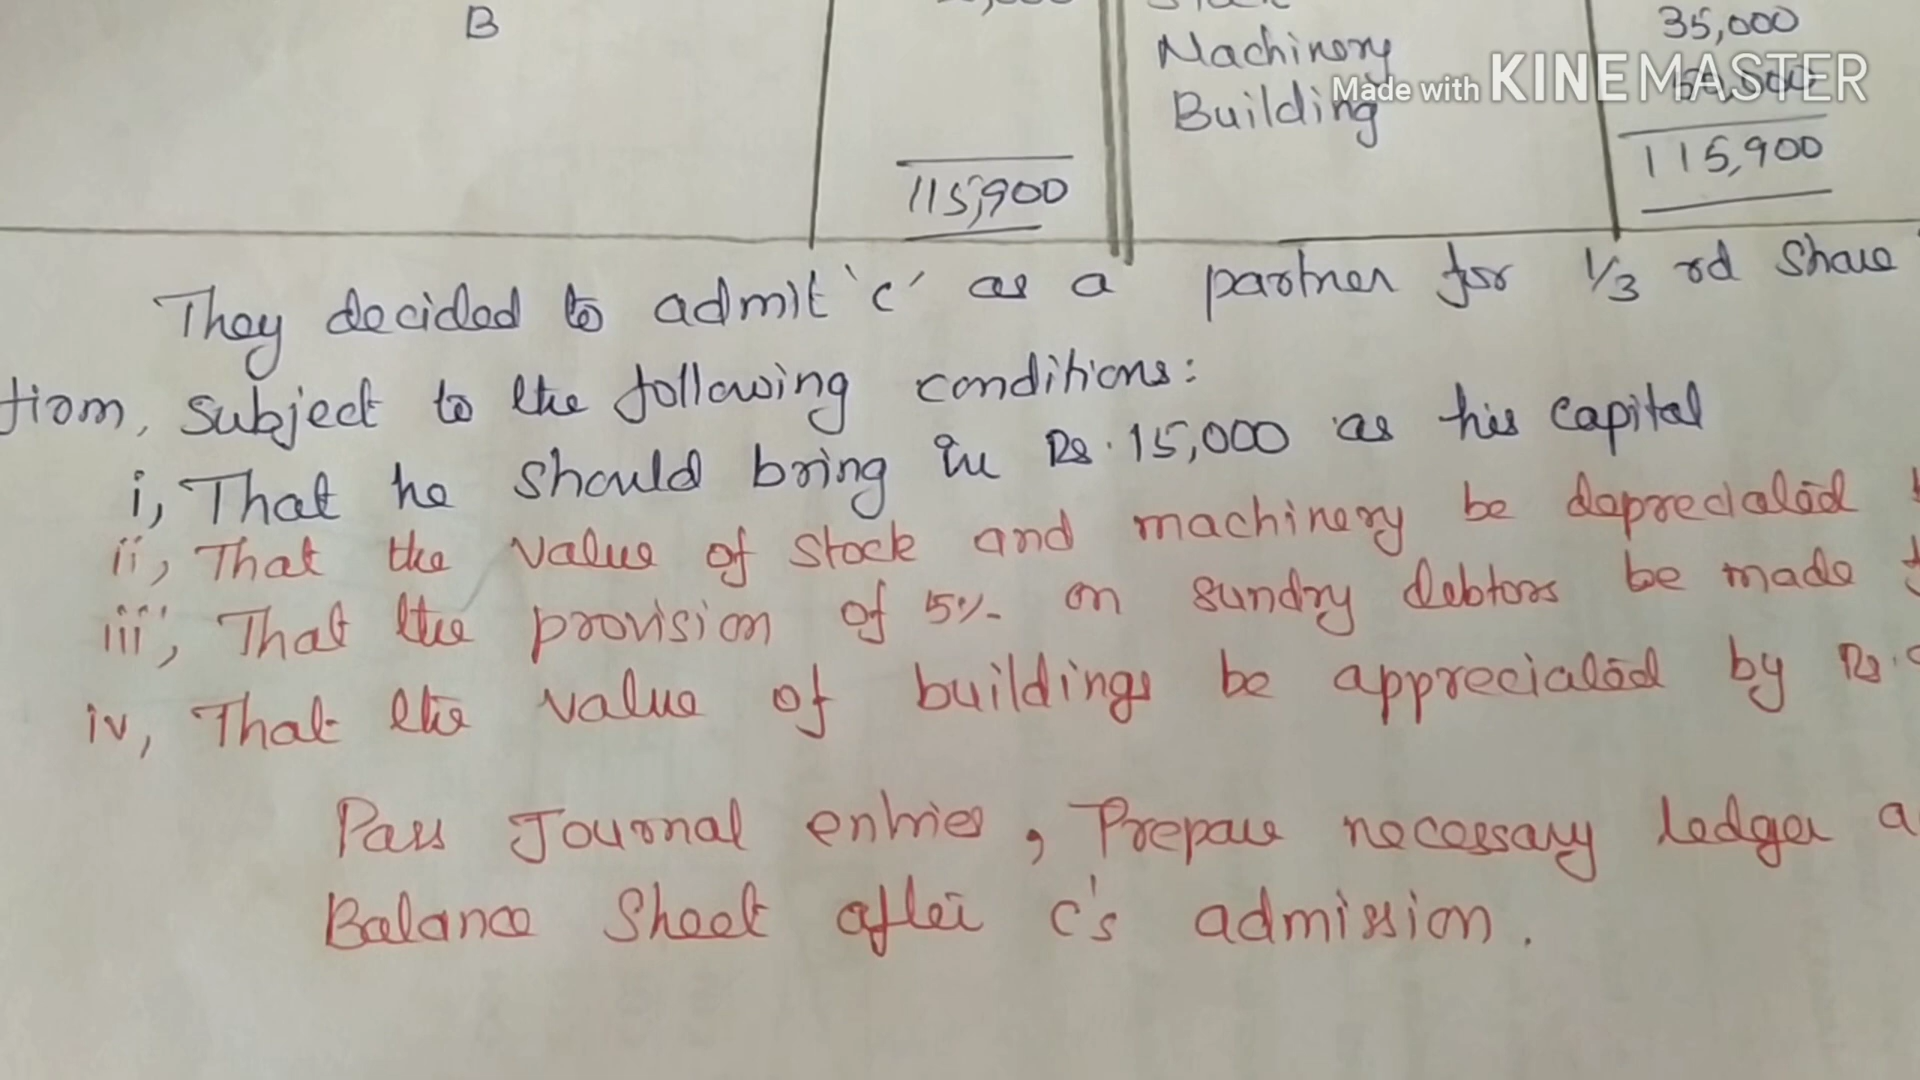 B
35,000
Machinery
Made with KINEMASTER
Building
115,900
115,900
They decided to admit 'c' as a partner for 1/3 rd Share
Subject to the following conditions:
i, That he should bring in Rs. 15,000 as his capital
ii, That the value of stock and machinery be depreciated
iii, That the provision of 5% on sundry debtors be made
iv, That the value of buildings be appreciated by Rs.
Pass Journal entries, Prepare necessary ledger a
Balance Sheet after c's admission.